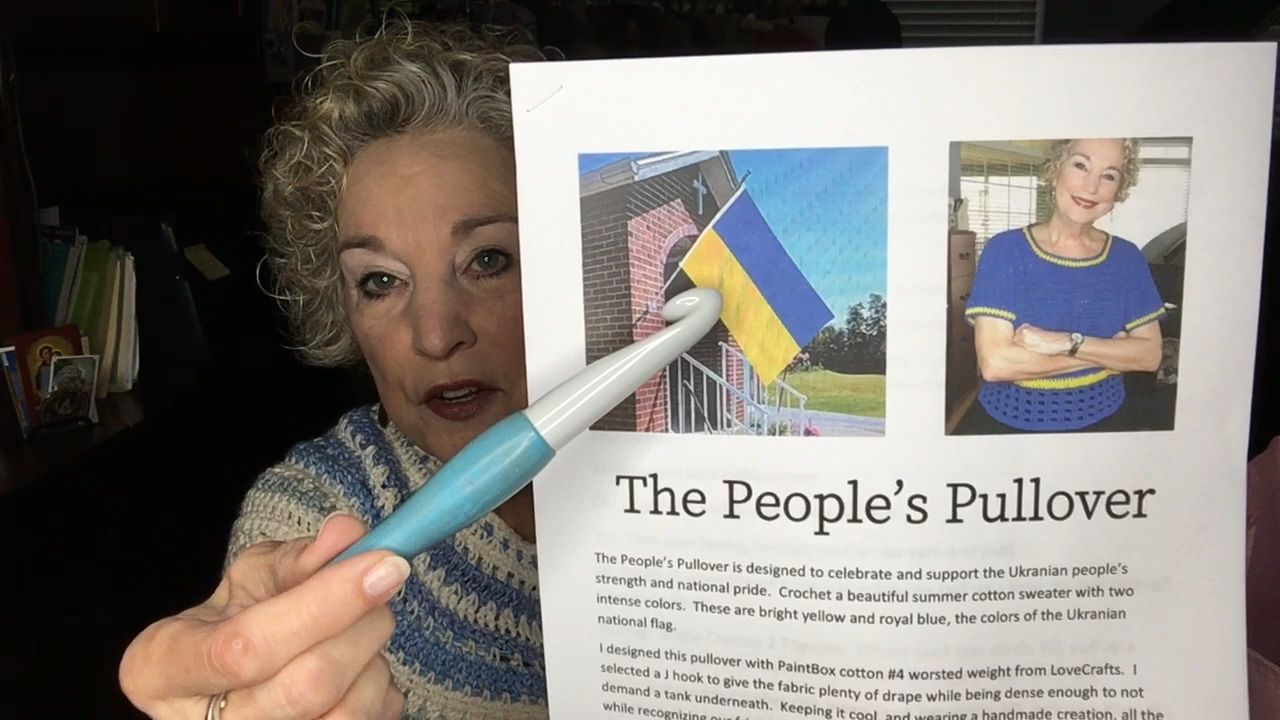 The People's Pullover
The People's Pullover is designed to celebrate and support the Ukranian people's
strength and national pride. Crochet a beautiful summer cotton sweater with two
intense colors. These are bright yellow and royal blue, the colors of the Ukranian
national flag.
I designed this pullover with PaintBox cotton #4 worsted weight from LoveCrafts. I
selected a J hook to give the fabric plenty of drape while being dense enough to not
demand a tank underneath. Keeping it cool, and wearing a handmade creation, all the
while recognizing our